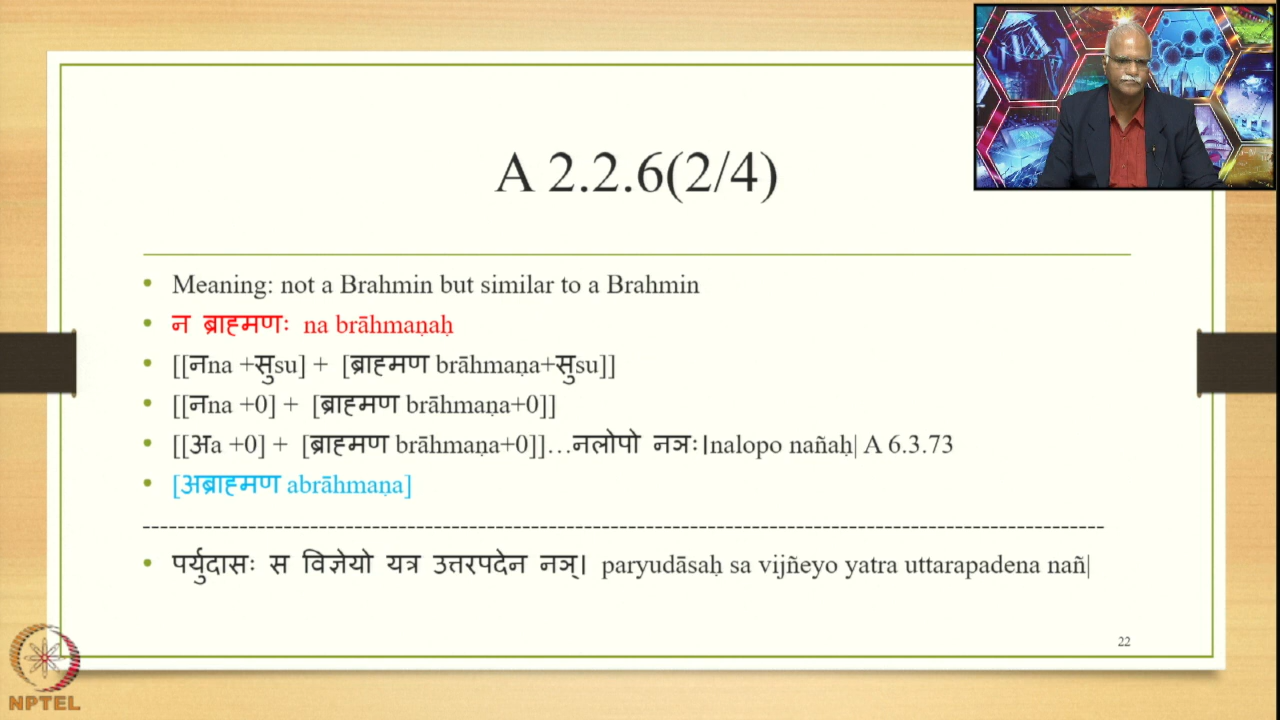 A 2.2.6(2/4)
• Meaning: not a Brahmin but similar to a Brahmin
• न ब्राह्मणः na brāhmaṇaḥ
• [[नna +सुsu] + [ब्राह्मण brāhmaṇa+सुsu]]
• [[नna +0] + [ब्राह्मण brāhmaṇa+0]]
• [[अa +0] + [ब्राह्मण brāhmaṇa+0]]…नलोपो नञः।nalopo nañaḥ| A 6.3.73
• [अब्राह्मण abrāhmaṇa]
• पर्युदासः स विज्ञेयो यत्र उत्तरपदेन नञ्। paryudāsaḥ sa vijñeyo yatra uttarapadena nañ|
22
NPTEL